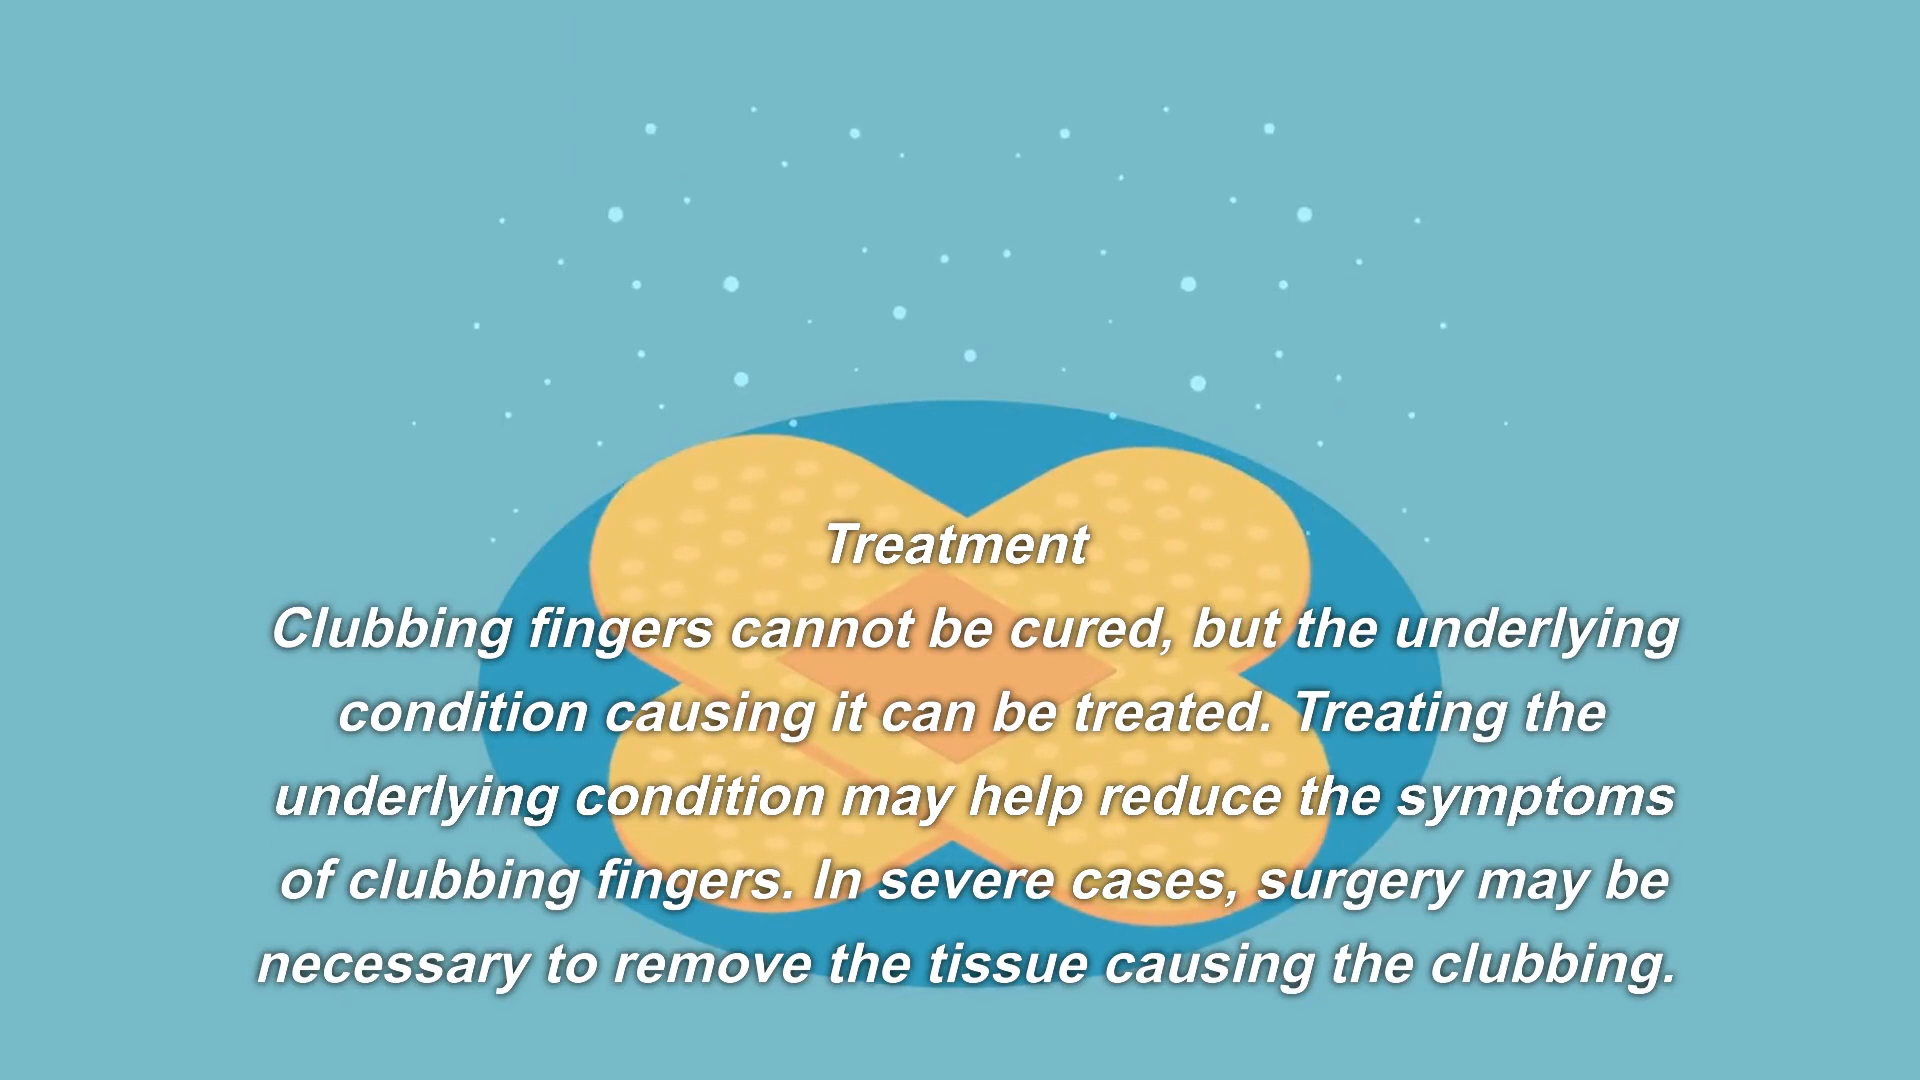 Treatment
Clubbing fingers cannot be cured, but the underlying
condition causing it can be treated. Treating the
underlying condition may help reduce the symptoms
of clubbing fingers. In severe cases, surgery may be
necessary to remove the tissue causing the clubbing.